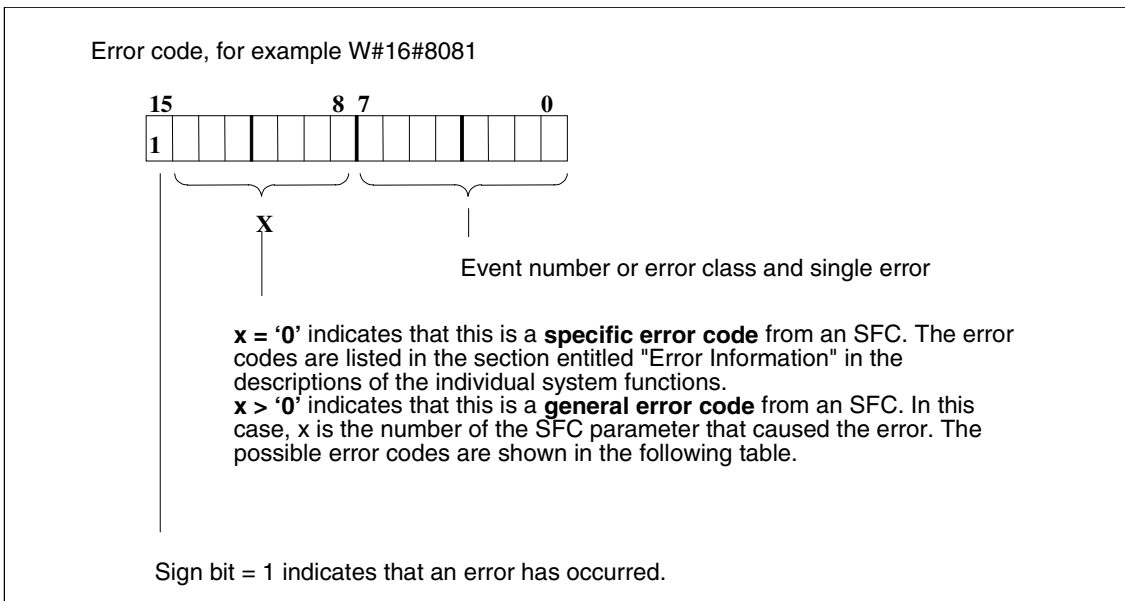 Error code, for example W#16#8081
15 8 7 0
1
X
Event number or error class and single error
x = ‘0’ indicates that this is a specific error code from an SFC. The error
codes are listed in the section entitled "Error Information" in the
descriptions of the individual system functions.
x > ‘0’ indicates that this is a general error code from an SFC. In this
case, x is the number of the SFC parameter that caused the error. The
possible error codes are shown in the following table.
Sign bit = 1 indicates that an error has occurred.